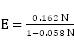 E = 0.162 N / 1−0.058 N